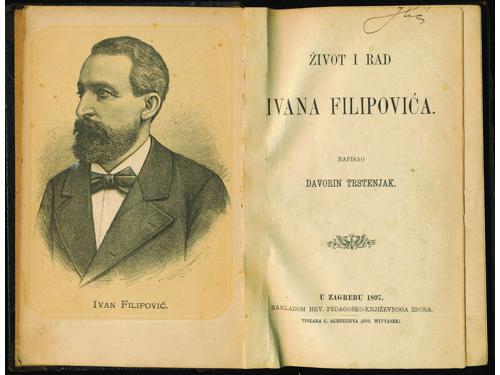 IVAN FILIPOVIĆ.
ŽIVOT I RAD
IVANA FILIPOVIĆA.
NAPISAO
DAVORIN TRSTENJAK.
U ZAGREBU 1897.
NAKLADOM HRV. PEDAGOŠKO-KNJIŽEVNOGA ZBORA.
TISKARA C. ALBRECHTA (JOS. WITTASEK).